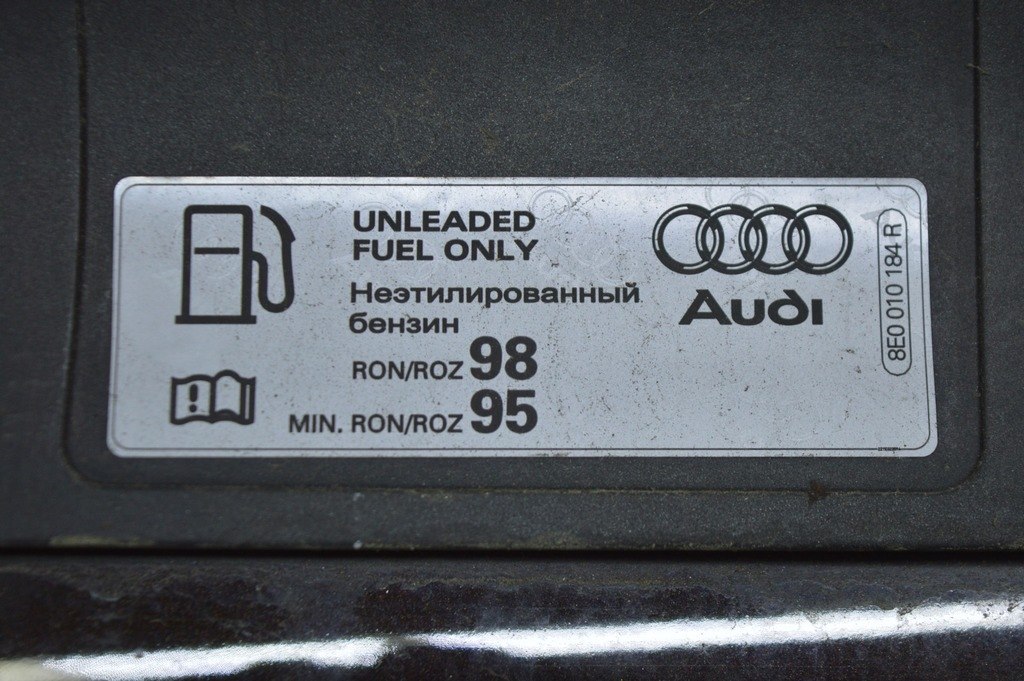 UNLEADED
FUEL ONLY
Неэтилированный
бензин
RON/ROZ 98
MIN. RON/ROZ 95
Audi
8E0 010 184 R